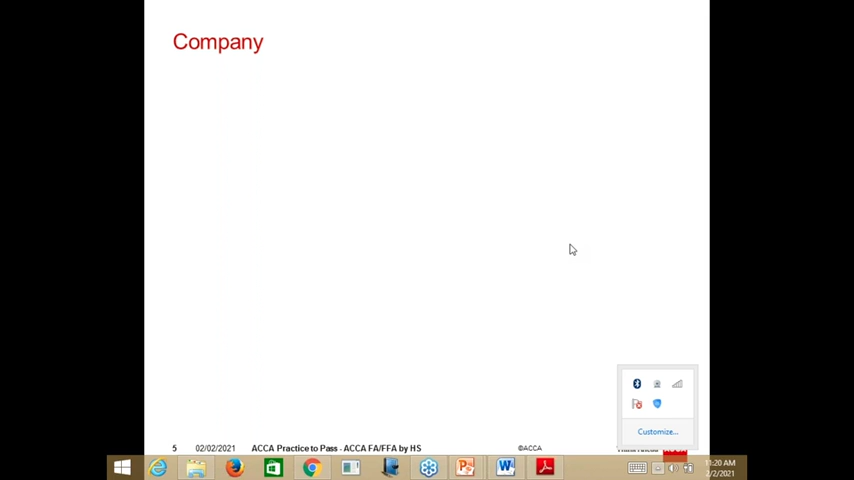 Company
Customize...
5 02/02/2021 ACCA Practice to Pass - ACCA FA/FFA by HS ©ACCA
11:20 AM
2/2/2021